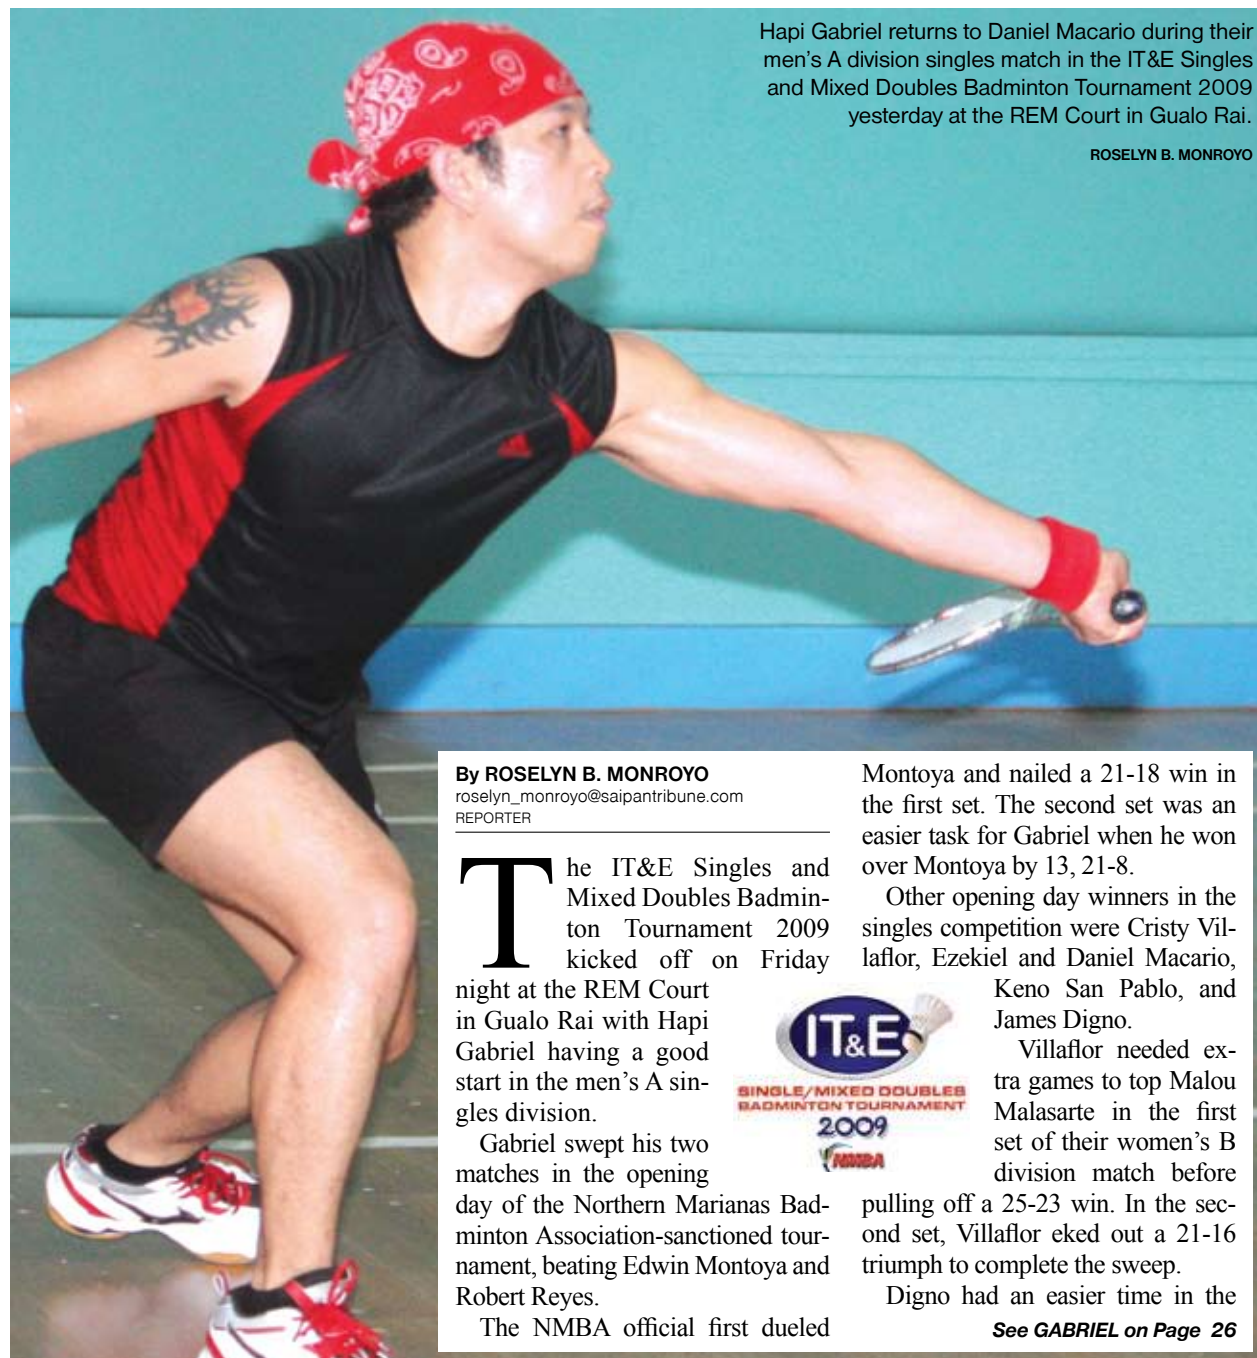 Hapi Gabriel returns to Daniel Macario during their
men’s A division singles match in the IT&E Singles
and Mixed Doubles Badminton Tournament 2009
yesterday at the REM Court in Gualo Rai.
ROSELYN B. MONROYO
By ROSELYN B. MONROYO
roselyn_monroyo@saipantribune.com
REPORTER
The IT&E Singles and
Mixed Doubles Badmin-
ton Tournament 2009
kicked off on Friday
night at the REM Court
in Gualo Rai with Hapi
Gabriel having a good
start in the men’s A sin-
gles division.
Gabriel swept his two
matches in the opening
day of the Northern Marianas Bad-
minton Association-sanctioned tour-
nament, beating Edwin Montoya and
Robert Reyes.
The NMBA official first dueled
Montoya and nailed a 21-18 win in
the first set. The second set was an
easier task for Gabriel when he won
over Montoya by 13, 21-8.
Other opening day winners in the
singles competition were Cristy Vil-
laflor, Ezekiel and Daniel Macario,
Keno San Pablo, and
James Digno.
Villaflor needed ex-
tra games to top Malou
Malasarte in the first
set of their women’s B
division match before
pulling off a 25-23 win. In the sec-
ond set, Villaflor eked out a 21-16
triumph to complete the sweep.
Digno had an easier time in the
See GABRIEL on Page 26
IT&E
SINGLE/MIXED DOUBLES
BADMINTON TOURNAMENT
2009
NMBA